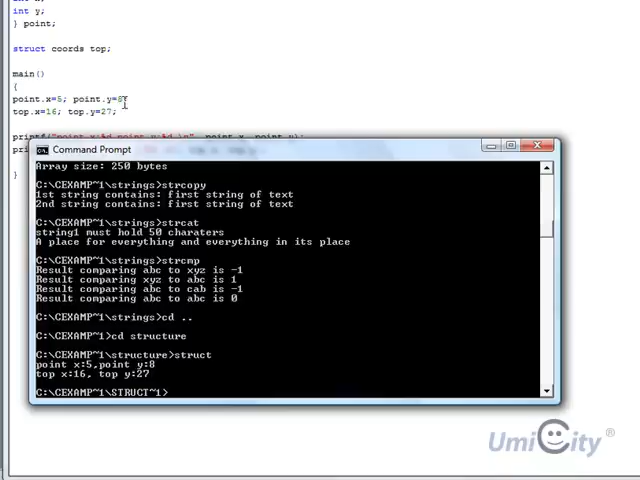 int y;
} point;
struct coords top;
main()
{
point.x=5; point.y=8;
top.x=16; top.y=27;
printf("point x:%d point y:%d \n", point.x, point.y);
}
Command Prompt
Array size: 250 bytes
C:\CEXAMP~1\strings>strcopy
1st string contains: first string of text
2nd string contains: first string of text
C:\CEXAMP~1\strings>strcat
string1 must hold 50 charaters
A place for everything and everything in its place
C:\CEXAMP~1\strings>strcmp
Result comparing abc to xyz is -1
Result comparing xyz to abc is 1
Result comparing abc to cab is -1
Result comparing abc to abc is 0
C:\CEXAMP~1\strings>cd ..
C:\CEXAMP~1>cd structure
C:\CEXAMP~1\structure>struct
point x:5,point y:8
top x:16, top y:27
C:\CEXAMP~1\STRUCT~1>
UmiCity ®